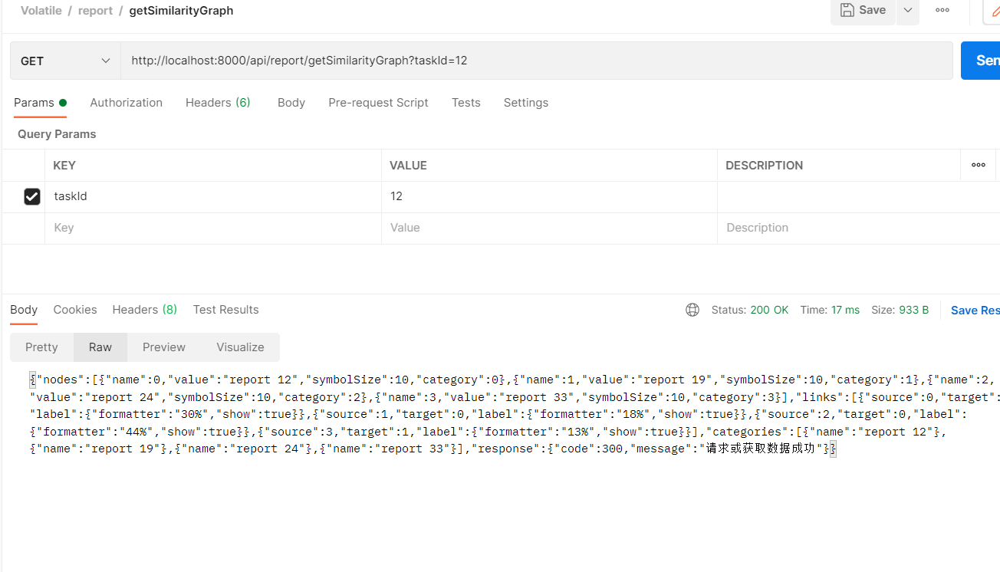 Volatile / report / getSimilarityGraph
Save
GET http://localhost:8000/api/report/getSimilarityGraph?taskId=12
Params Authorization Headers (6) Body Pre-request Script Tests Settings
Query Params
KEY VALUE DESCRIPTION
taskId 12
Key Value Description
Body Cookies Headers (8) Test Results Status: 200 OK Time: 17 ms Size: 933 B Save Res
Pretty Raw Preview Visualize
{"nodes":[{"name":0,"value":"report 12","symbolSize":10,"category":0},{"name":1,"value":"report 19","symbolSize":10,"category":1},{"name":2,
"value":"report 24","symbolSize":10,"category":2},{"name":3,"value":"report 33","symbolSize":10,"category":3}],"links":[{"source":0,"target":
"label":{"formatter":"30%","show":true}},{"source":1,"target":0,"label":{"formatter":"18%","show":true}},{"source":2,"target":0,"label":
{"formatter":"44%","show":true}},{"source":3,"target":1,"label":{"formatter":"13%","show":true}}],"categories":[{"name":"report 12"},
{"name":"report 19"},{"name":"report 24"},{"name":"report 33"}],"response":{"code":300,"message":"请求或获取数据成功"}}